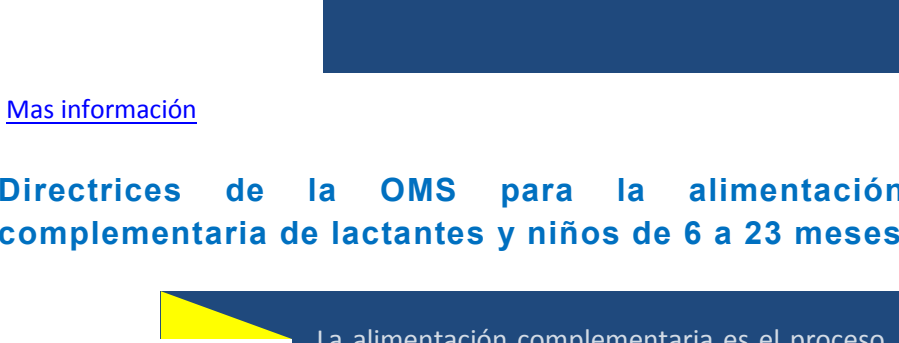 Mas información
Directrices de la OMS para la alimentación
complementaria de lactantes y niños de 6 a 23 meses
La alimentación complementaria es el proceso